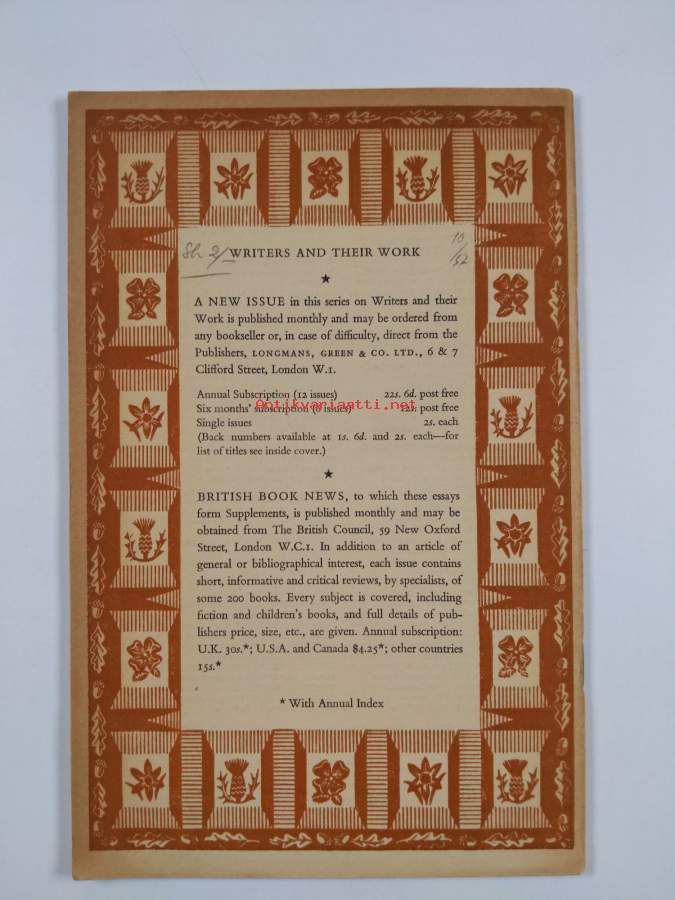 Sh 2/-
10/52
WRITERS AND THEIR WORK
A NEW ISSUE in this series on Writers and their
Work is published monthly and may be ordered from
any bookseller or, in case of difficulty, direct from the
Publishers, LONGMANS, GREEN & CO. LTD., 6 & 7
Clifford Street, London W.1.
Annual Subscription (12 issues) 22s. 6d. post free
Antikvariaatti.net
Six months' subscription (6 issues) 12s. post free
Single issues 2s. each
(Back numbers available at 1s. 6d. and 2s. each—for
list of titles see inside cover.)
BRITISH BOOK NEWS, to which these essays
form Supplements, is published monthly and may be
obtained from The British Council, 59 New Oxford
Street, London W.C.1. In addition to an article of
general or bibliographical interest, each issue contains
short, informative and critical reviews, by specialists, of
some 200 books. Every subject is covered, including
fiction and children's books, and full details of pub-
lishers price, size, etc., are given. Annual subscription:
U.K. 30s.*; U.S.A. and Canada $4.25*; other countries
15s.*
* With Annual Index